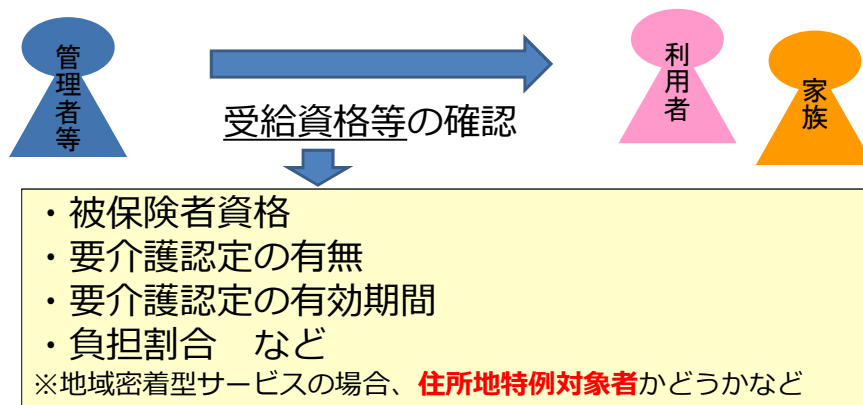 管理者等
利用者
家族
受給資格等の確認
・被保険者資格
・要介護認定の有無
・要介護認定の有効期間
・負担割合　など
※地域密着型サービスの場合、住所地特例対象者かどうかなど